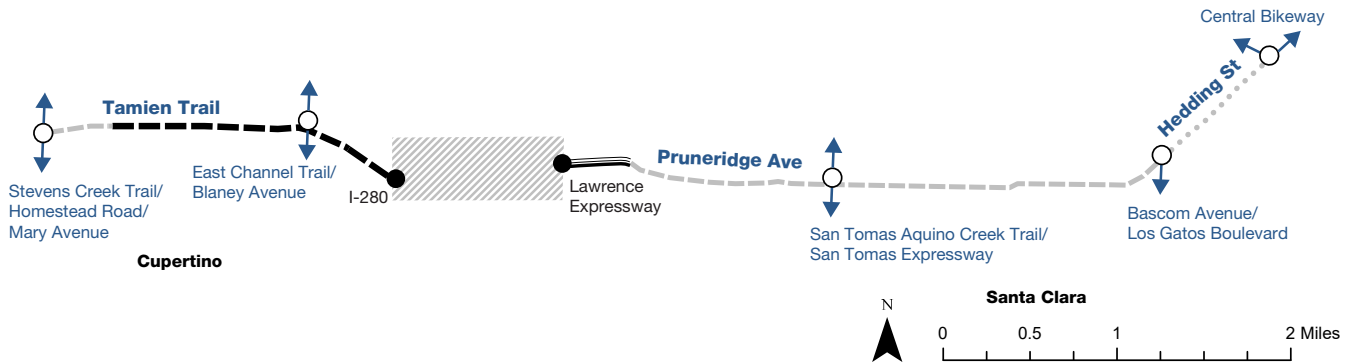 Central Bikeway
Hedding St
Tamien Trail
Pruneridge Ave
East Channel Trail/
Blaney Avenue
I-280
Lawrence
Expressway
Stevens Creek Trail/
Homestead Road/
Mary Avenue
Bascom Avenue/
Los Gatos Boulevard
San Tomas Aquino Creek Trail/
San Tomas Expressway
Cupertino
Santa Clara
N
0 0.5 1 2 Miles